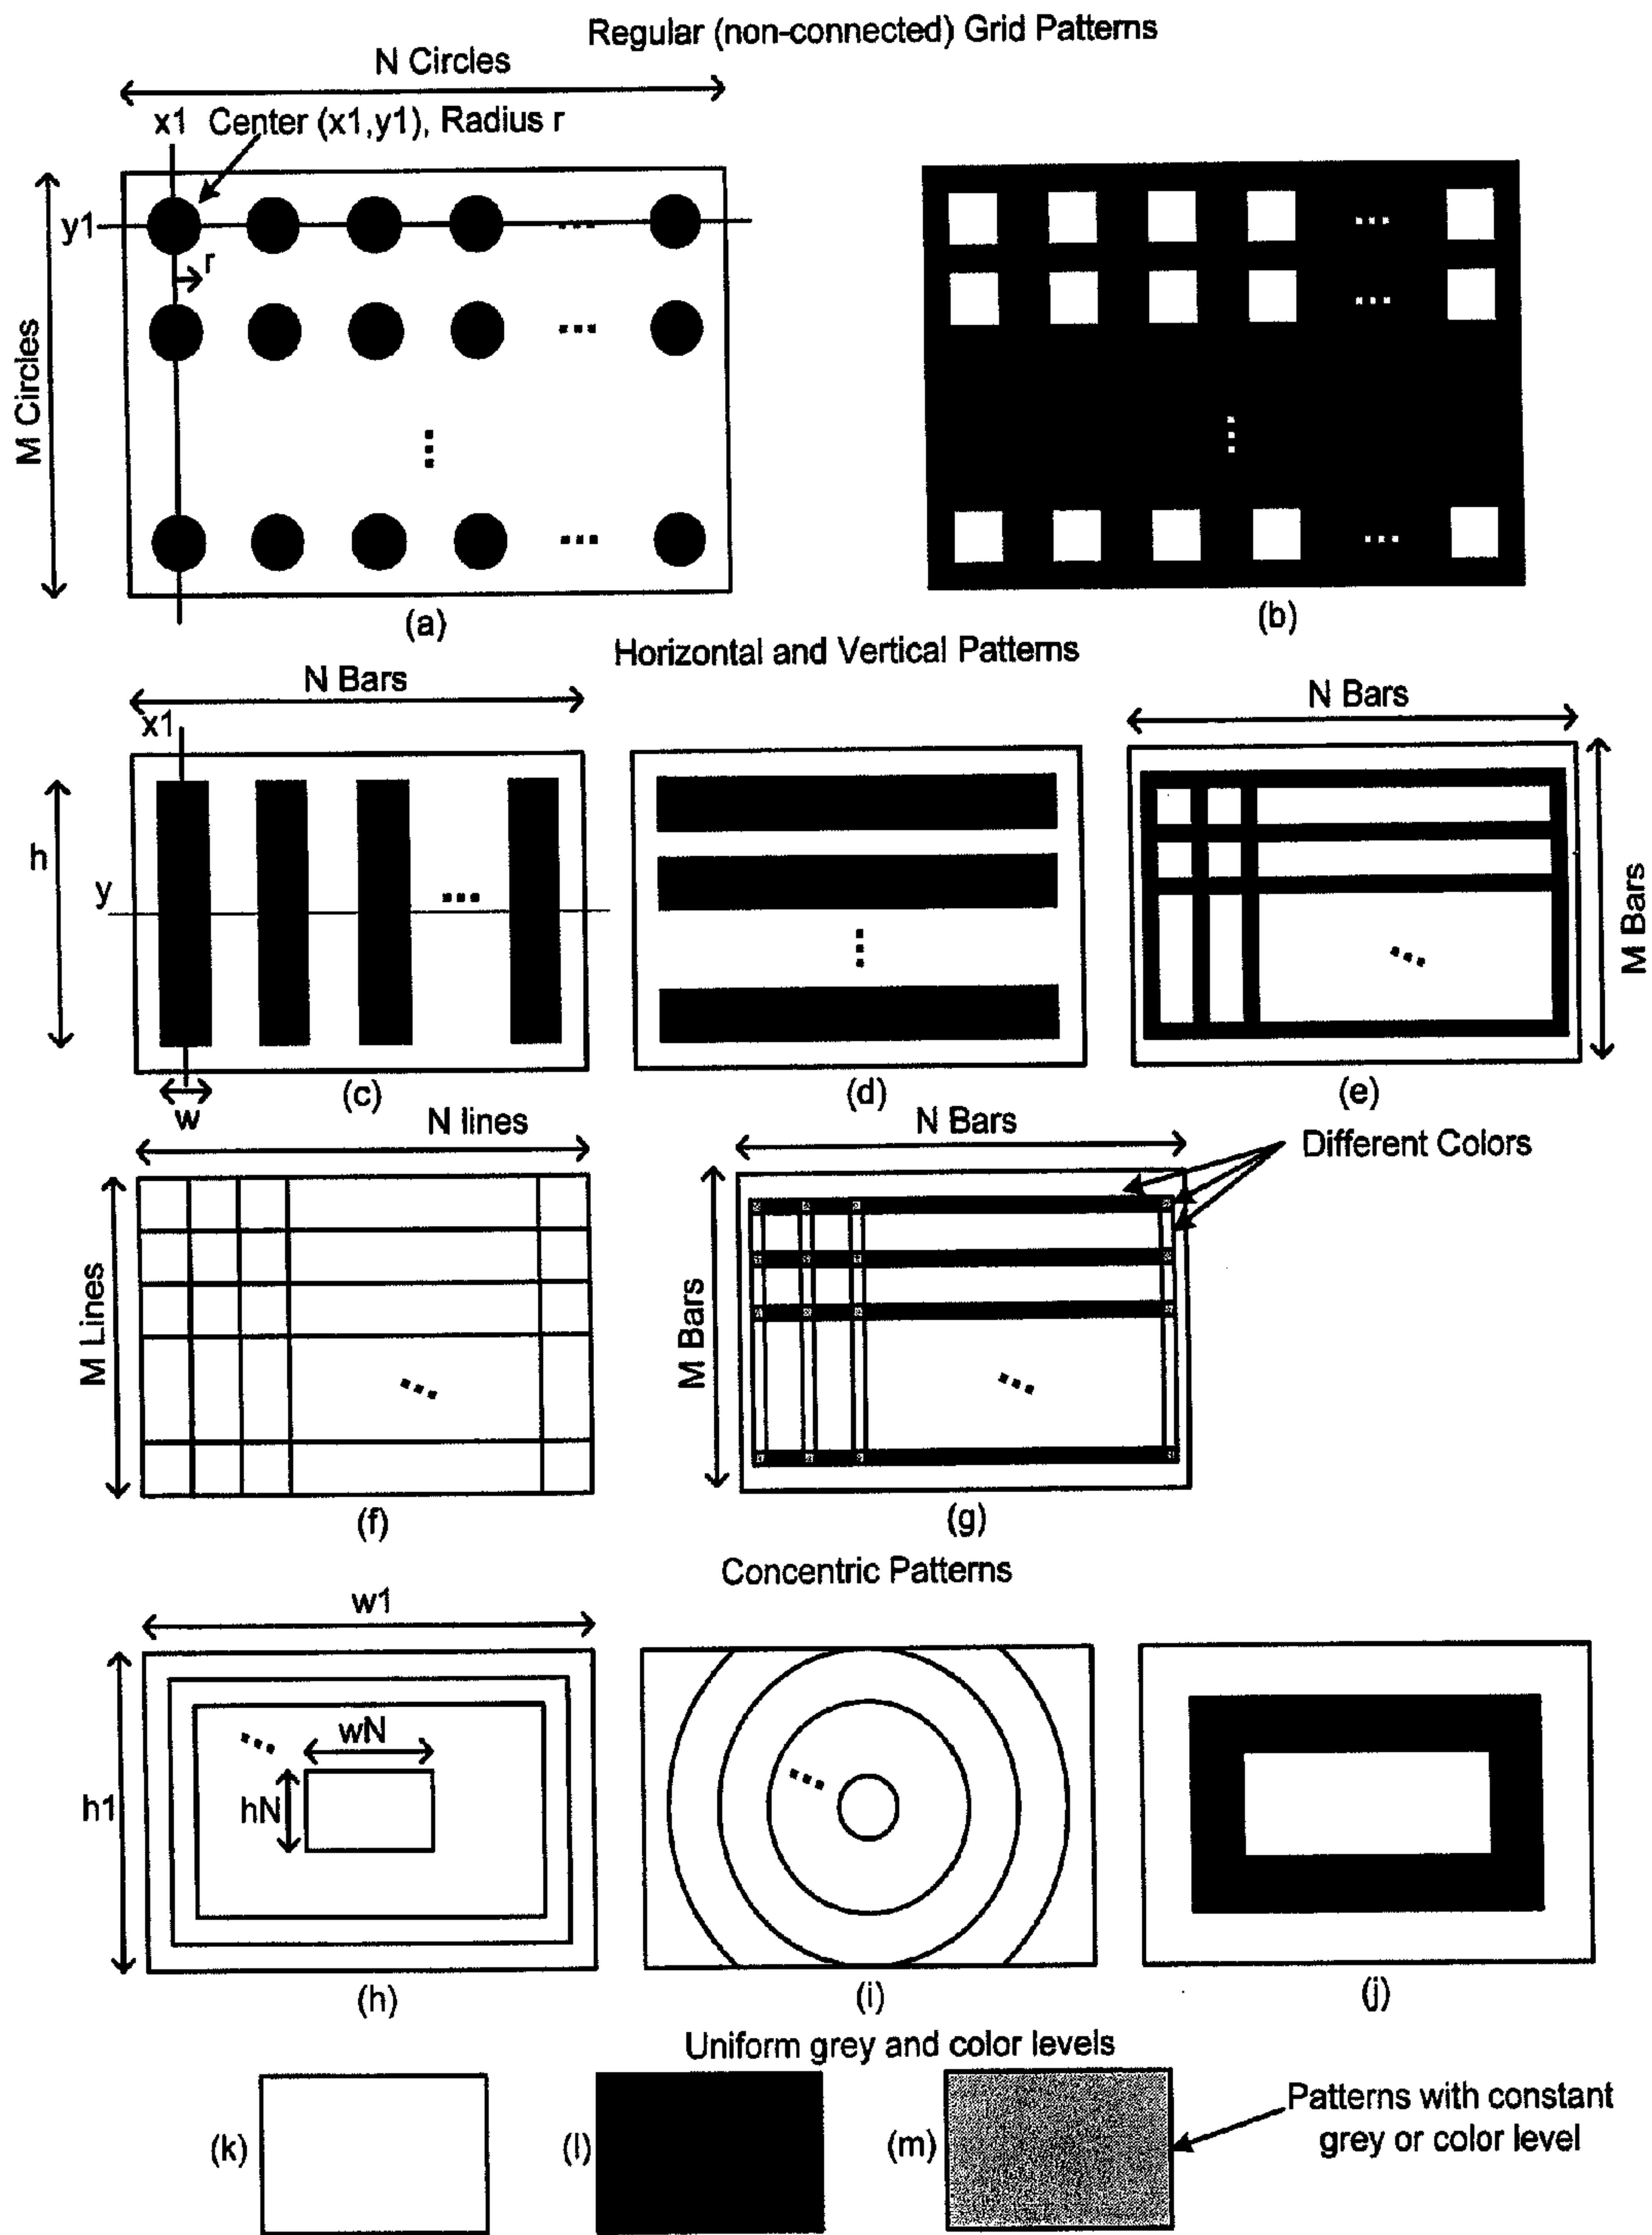 Regular (non-connected) Grid Patterns
N Circles
x1 Center (x1,y1), Radius r
y1
r
M Circles
...
...
...
...
...
...
...
...
(a)
(b)
Horizontal and Vertical Patterns
N Bars
x1
h
y
...
w
(c)
...
(d)
N Bars
M Bars
...
(e)
N lines
M Lines
...
(f)
N Bars
Different Colors
M Bars
...
(g)
Concentric Patterns
w1
h1
...
wN
hN
(h)
...
(i)
(j)
Uniform grey and color levels
(k)
(l)
(m)
Patterns with constant
grey or color level